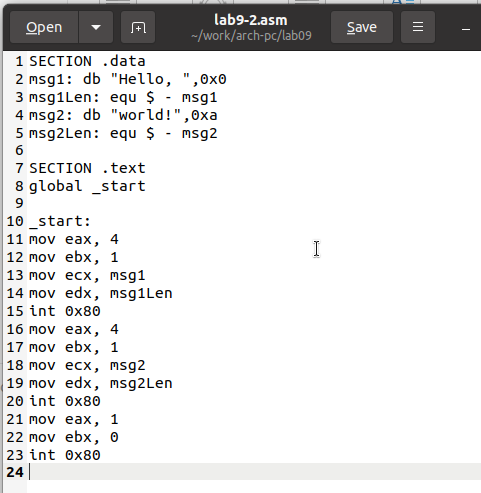 Open
lab9-2.asm
~/work/arch-pc/lab09
Save
1 SECTION .data
2 msg1: db "Hello, ",0x0
3 msg1Len: equ $ - msg1
4 msg2: db "world!",0xa
5 msg2Len: equ $ - msg2
6
7 SECTION .text
8 global _start
9
10 _start:
11 mov eax, 4
12 mov ebx, 1
13 mov ecx, msg1
14 mov edx, msg1Len
15 int 0x80
16 mov eax, 4
17 mov ebx, 1
18 mov ecx, msg2
19 mov edx, msg2Len
20 int 0x80
21 mov eax, 1
22 mov ebx, 0
23 int 0x80
24